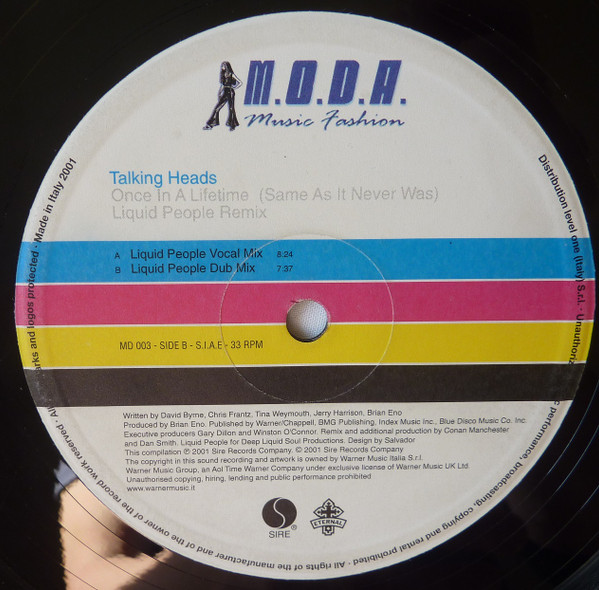 M.O.D.A.
Music Fashion
Talking Heads
Once In A Lifetime (Same As It Never Was)
Liquid People Remix
A Liquid People Vocal Mix 8:24
B Liquid People Dub Mix 7:37
MD 003 - SIDE B - S.I.A.E - 33 RPM
Written by David Byrne, Chris Frantz, Tina Weymouth, Jerry Harrison, Brian Eno
Produced by Brian Eno. Published by Warner/Chappell, BMG Publishing, Index Music Inc., Blue Disco Music Co. Inc.
Executive producers Gary Dillon and Winston O'Connor. Remix and additional production by Conan Manchester
and Dan Smith. Liquid People for Deep Liquid Soul Productions. Design by Salvador
This compilation ℗ 2001 Sire Records Company. © 2001 Sire Records Company
The copyright in this sound recording and artwork is owned by Warner Music Italia S.r.l.
Warner Music Group, an Aol Time Warner Company under exclusive license of Warner Music UK Ltd.
Unauthorised copying, hiring, lending and public performance prohibited
www.warnermusic.it
SIRE ®
ETERNAL
Distribution level one (Italy) S.r.l. · Unauthoriz
c performance, broadcasting, copying and rental prohibited · All rights of the manufacturer and of the owner of the record work reserved · All
arks and logos protected · Made in Italy 2001